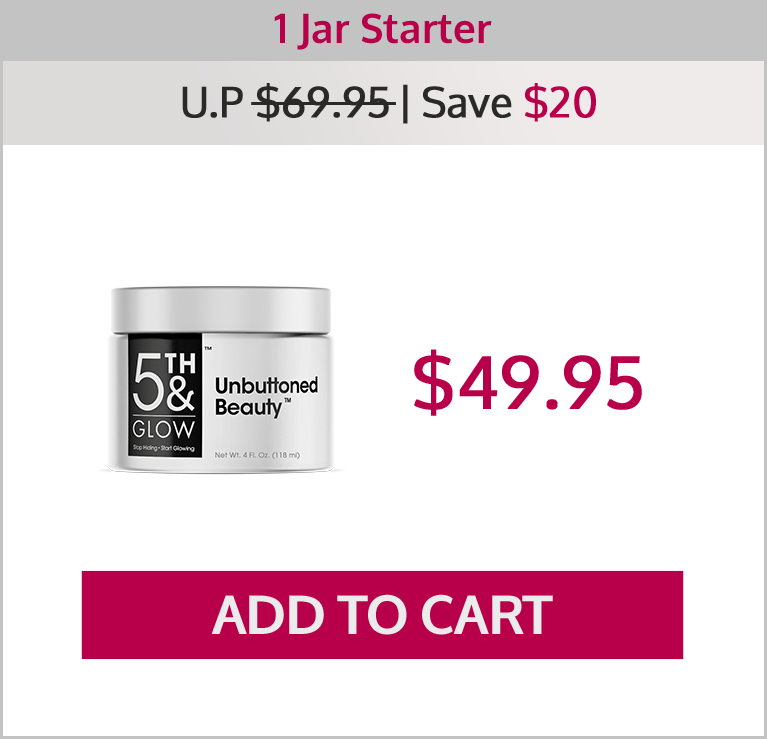 1 Jar Starter
U.P $69.95 | Save $20
5TH
&
GLOW
Stop Hiding • Start Glowing
™
Unbuttoned
Beauty™
Net Wt. 4 Fl. Oz. (118 ml)
$49.95
ADD TO CART